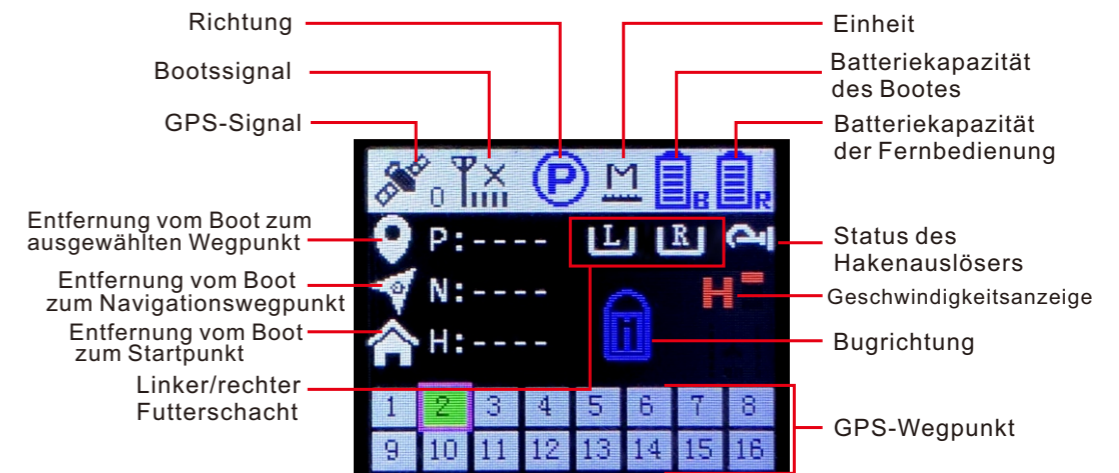 Richtung
Bootssignal
GPS-Signal
Einheit
Batteriekapazität
des Bootes
Batteriekapazität
der Fernbedienung
0 P M B R
Entfernung vom Boot zum
ausgewählten Wegpunkt
P:---- L R
Status des
Hakenauslösers
Entfernung vom Boot
zum Navigationswegpunkt
N:---- H
Geschwindigkeitsanzeige
Entfernung vom Boot
zum Startpunkt
H:----
Bugrichtung
Linker/rechter
Futterschacht
1 2 3 4 5 6 7 8
9 10 11 12 13 14 15 16
GPS-Wegpunkt